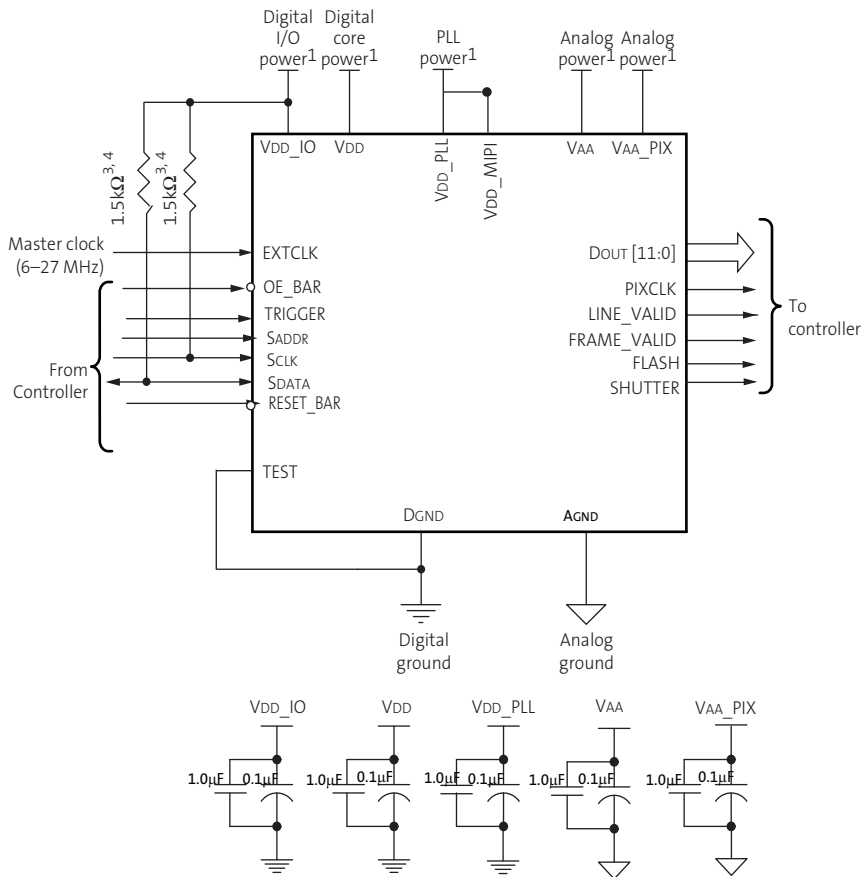 Digital
I/O
power1
Digital
core
power1
PLL
power1
Analog
power1
Analog
power1
VDD_IO
VDD
VDD_PLL
VDD_MIPI
VAA
VAA_PIX
1.5kΩ3, 4
1.5kΩ3, 4
Master clock
(6–27 MHz)
EXTCLK
OE_BAR
TRIGGER
SADDR
SCLK
SDATA
RESET_BAR
TEST
From
Controller
DOUT [11:0]
PIXCLK
LINE_VALID
FRAME_VALID
FLASH
SHUTTER
To
controller
DGND
AGND
Digital
ground
Analog
ground
VDD_IO
VDD
VDD_PLL
VAA
VAA_PIX
1.0μF
0.1μF
1.0μF
0.1μF
1.0μF
0.1μF
1.0μF
0.1μF
1.0μF
0.1μF